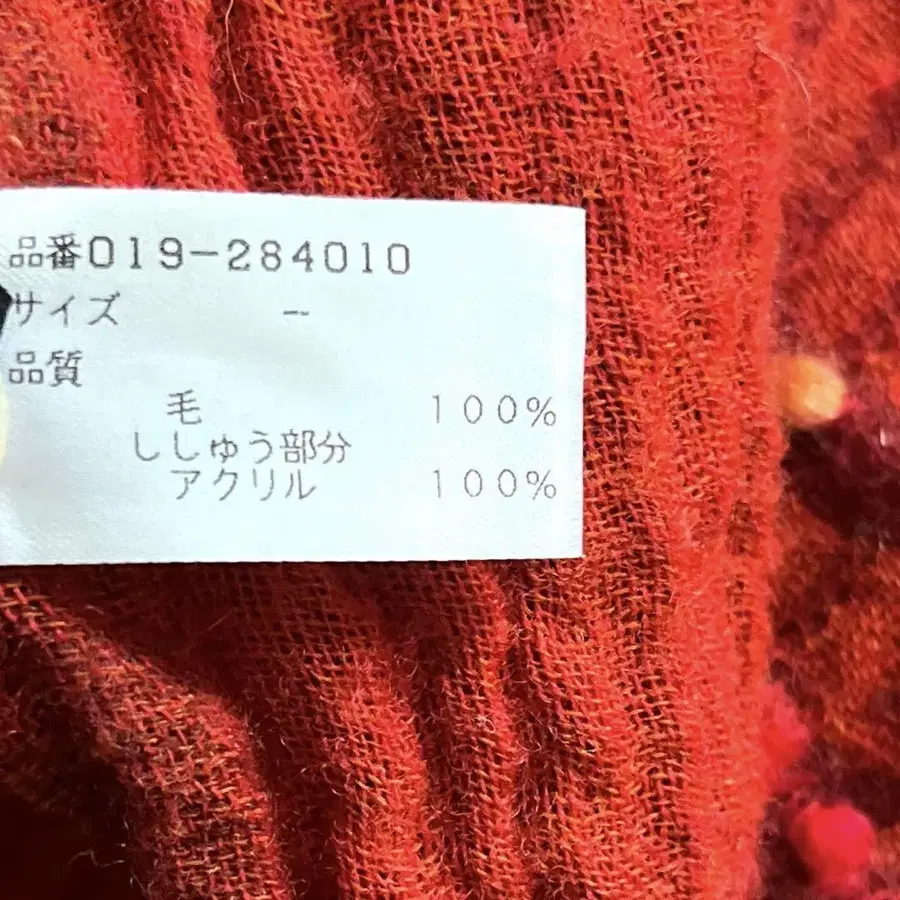 品番019-284010
サイズ --
品質
毛 100%
ししゅう部分
アクリル 100%